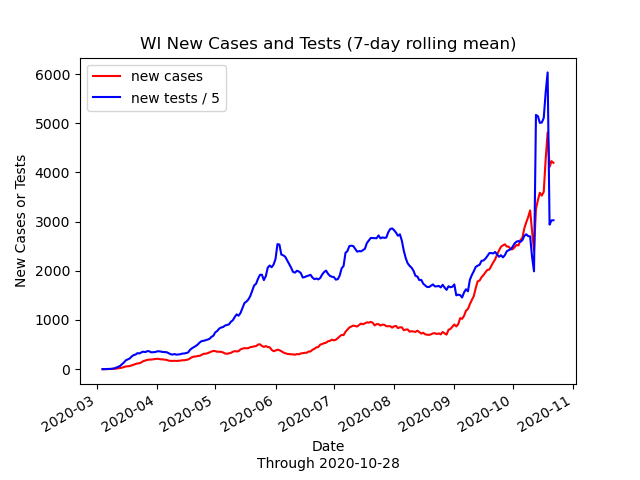 WI New Cases and Tests (7-day rolling mean)
new cases
new tests / 5
6000
5000
4000
3000
2000
1000
0
New Cases or Tests
2020-03
2020-04
2020-05
2020-06
2020-07
2020-08
2020-09
2020-10
2020-11
Date
Through 2020-10-28